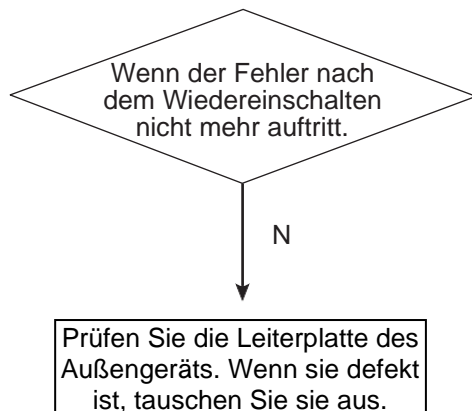 Wenn der Fehler nach
dem Wiedereinschalten
nicht mehr auftritt.
N
Prüfen Sie die Leiterplatte des
Außengeräts. Wenn sie defekt
ist, tauschen Sie sie aus.